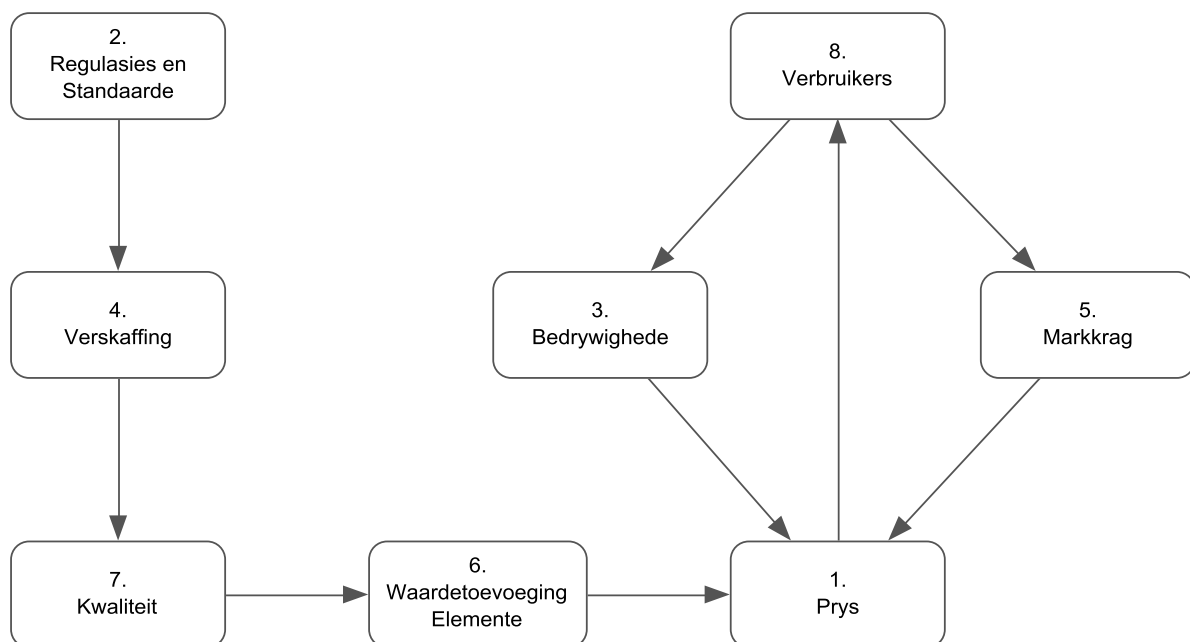 2.
Regulasies en
Standaarde
8.
Verbruikers
4.
Verskaffing
3.
Bedrywighede
5.
Markkrag
7.
Kwaliteit
6.
Waardetoevoeging
Elemente
1.
Prys